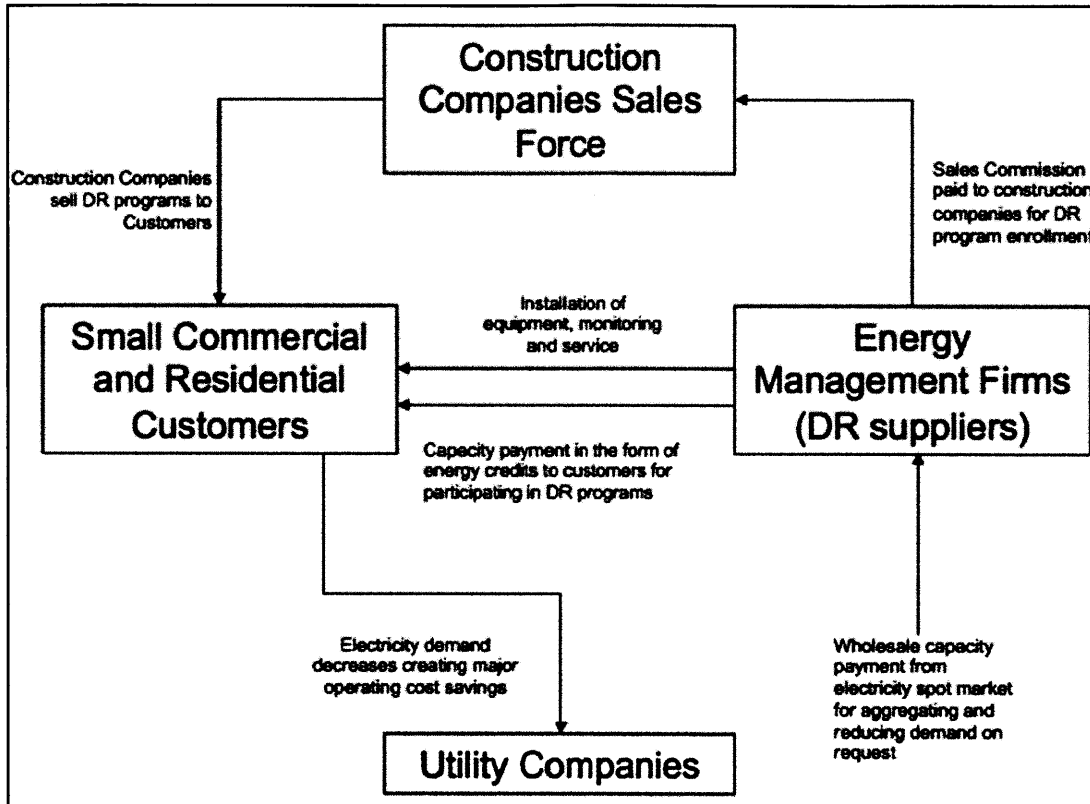 Construction
Companies Sales
Force
Construction Companies
sell DR programs to
Customers
Sales Commission
paid to construction
companies for DR
program enrollment
Installation of
equipment, monitoring
and service
Small Commercial
and Residential
Customers
Energy
Management Firms
(DR suppliers)
Capacity payment in the form of
energy credits to customers for
participating in DR programs
Electricity demand
decreases creating major
operating cost savings
Wholesale capacity
payment from
electricity spot market
for aggregating and
reducing demand on
request
Utility Companies